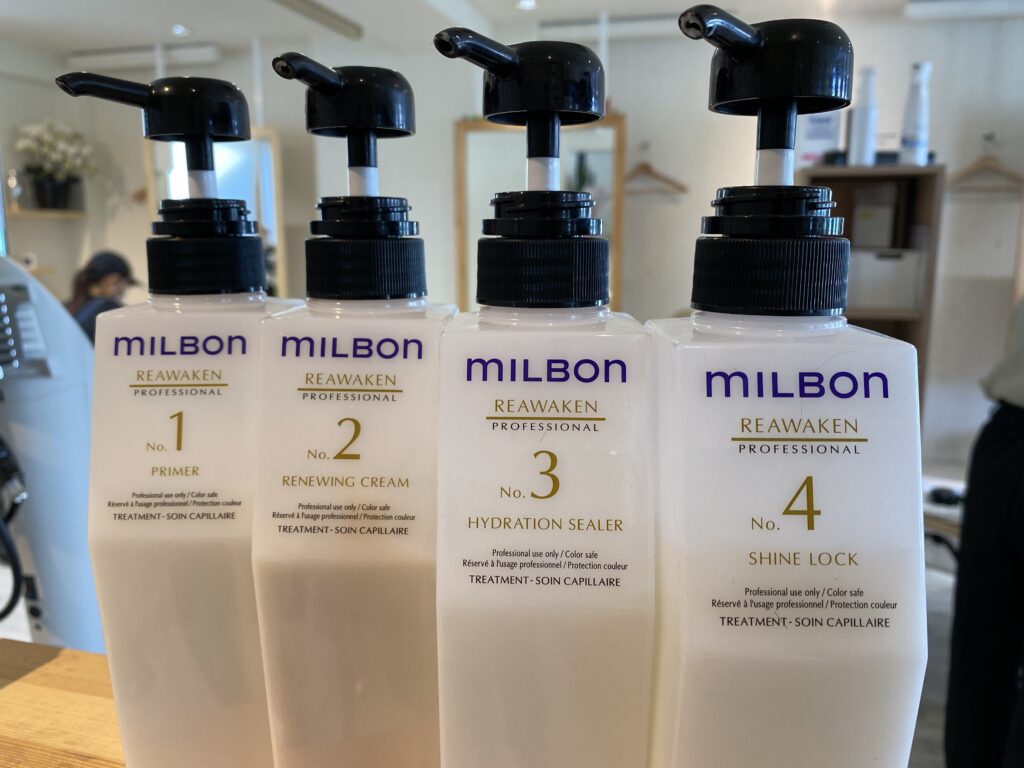 milbon
REAWAKEN
PROFESSIONAL
No. 1
PRIMER
Professional use only / Color safe
Réservé à l'usage professionnel / Protection couleur
TREATMENT - SOIN CAPILLAIRE
milbon
REAWAKEN
PROFESSIONAL
No. 2
RENEWING CREAM
Professional use only / Color safe
Réservé à l'usage professionnel / Protection couleur
TREATMENT - SOIN CAPILLAIRE
milbon
REAWAKEN
PROFESSIONAL
No. 3
HYDRATION SEALER
Professional use only / Color safe
Réservé à l'usage professionnel / Protection couleur
TREATMENT - SOIN CAPILLAIRE
milbon
REAWAKEN
PROFESSIONAL
No. 4
SHINE LOCK
Professional use only / Color safe
Réservé à l'usage professionnel / Protection couleur
TREATMENT - SOIN CAPILLAIRE